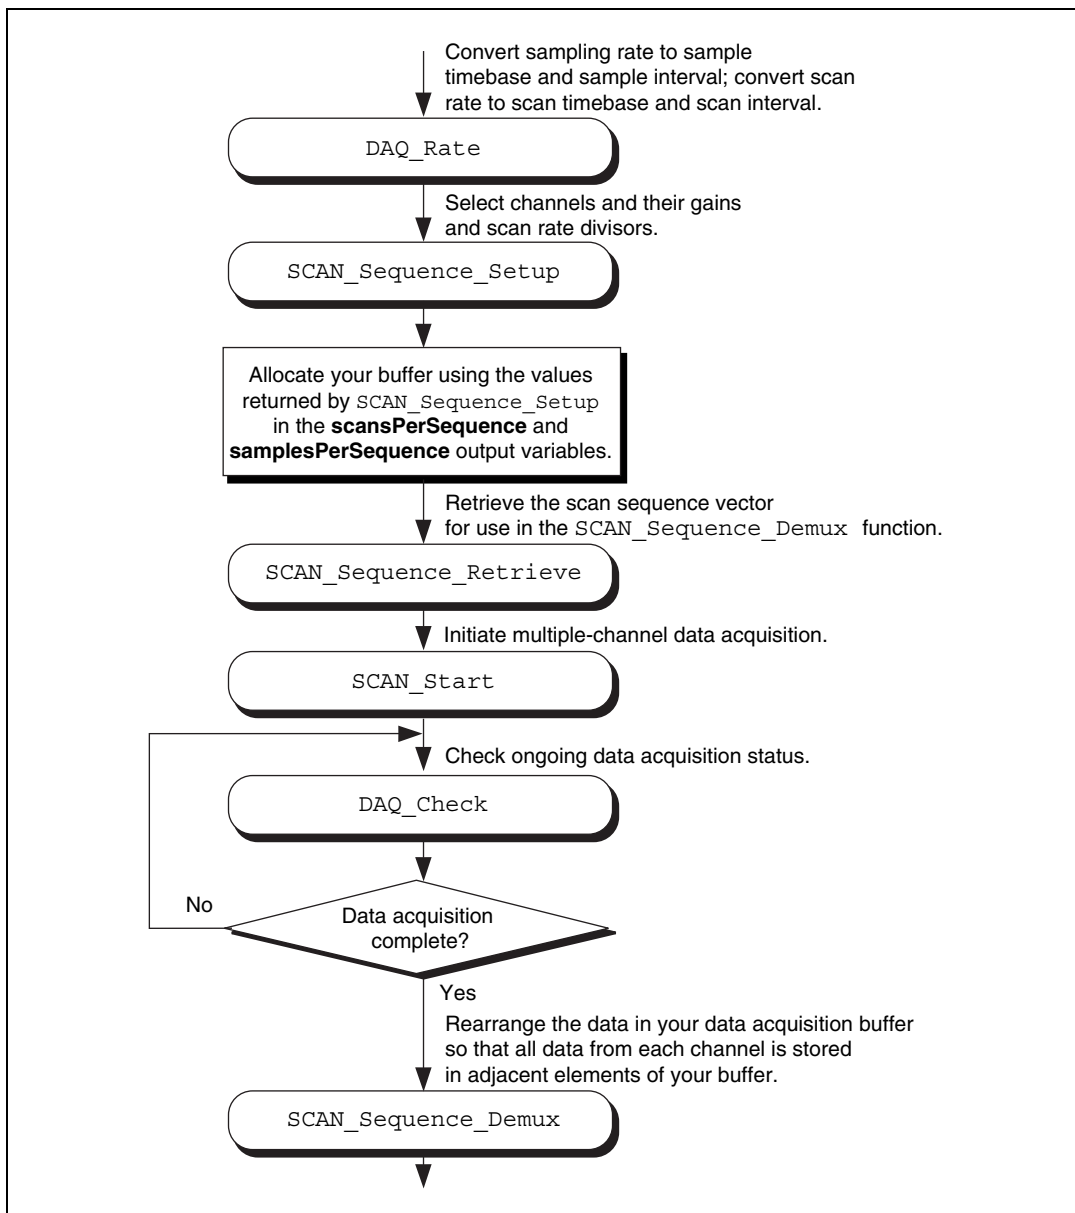 Convert sampling rate to sample
timebase and sample interval; convert scan
rate to scan timebase and scan interval.
DAQ_Rate
Select channels and their gains
and scan rate divisors.
SCAN_Sequence_Setup
Allocate your buffer using the values
returned by SCAN_Sequence_Setup
in the scansPerSequence and
samplesPerSequence output variables.
Retrieve the scan sequence vector
for use in the SCAN_Sequence_Demux function.
SCAN_Sequence_Retrieve
Initiate multiple-channel data acquisition.
SCAN_Start
Check ongoing data acquisition status.
DAQ_Check
No
Data acquisition
complete?
Yes
Rearrange the data in your data acquisition buffer
so that all data from each channel is stored
in adjacent elements of your buffer.
SCAN_Sequence_Demux